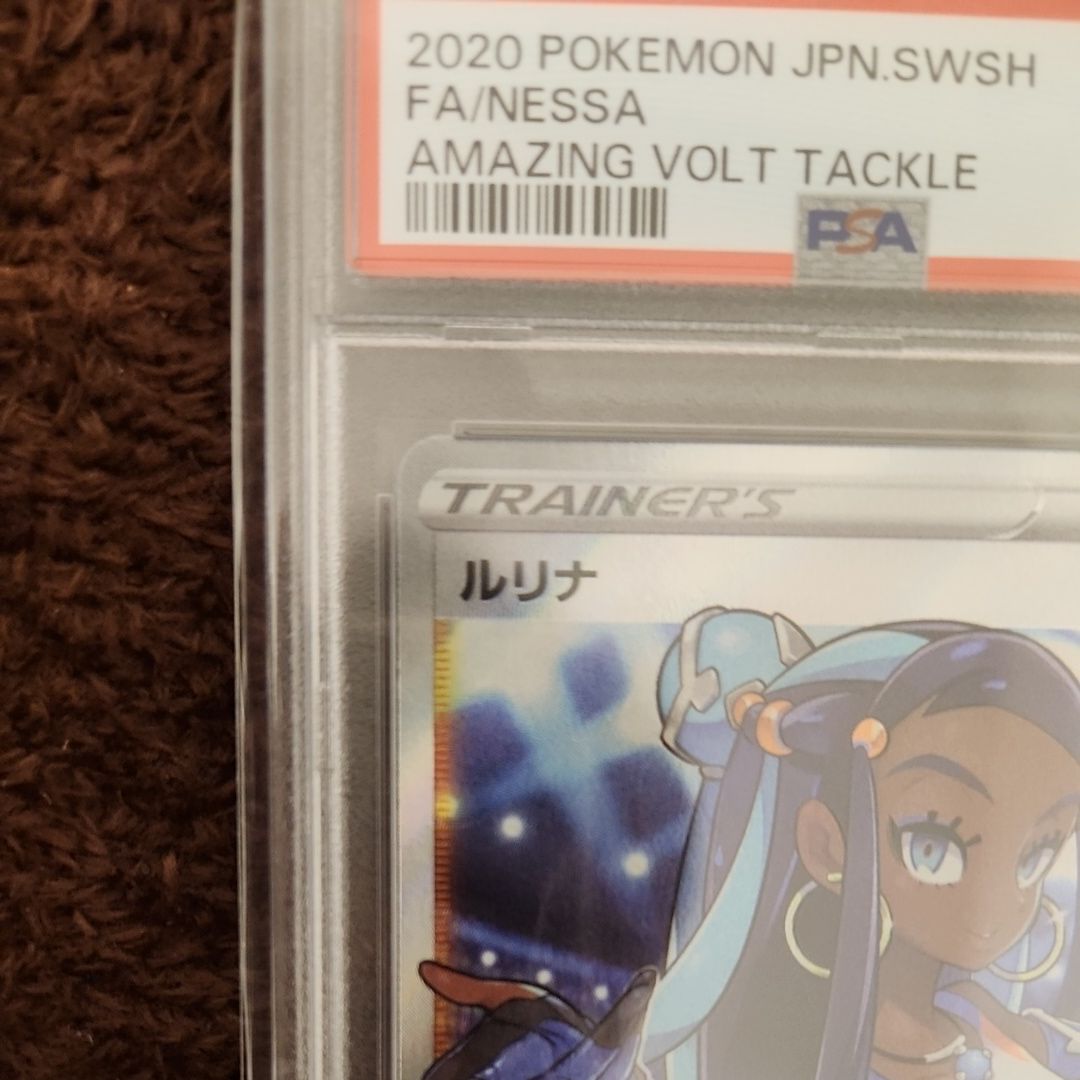 2020 POKEMON JPN.SWSH
FA/NESSA
AMAZING VOLT TACKLE
PSA
TRAINER'S
ルリナ